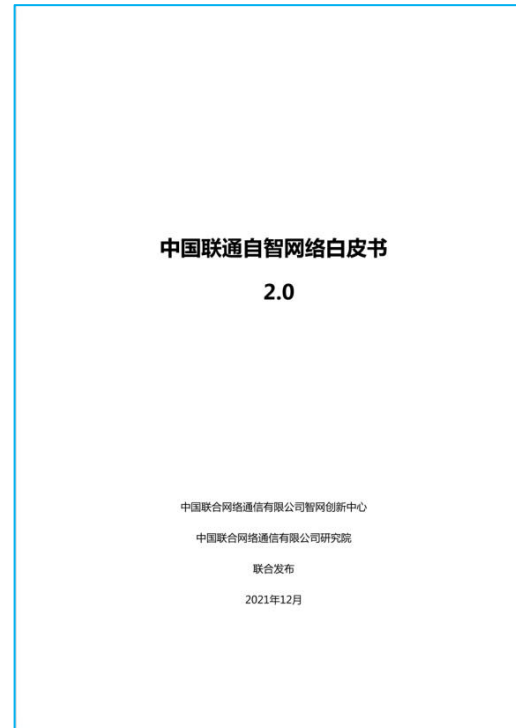 中国联通自智网络白皮书
2.0
中国联合网络通信有限公司智网创新中心
中国联合网络通信有限公司研究院
联合发布
2021年12月